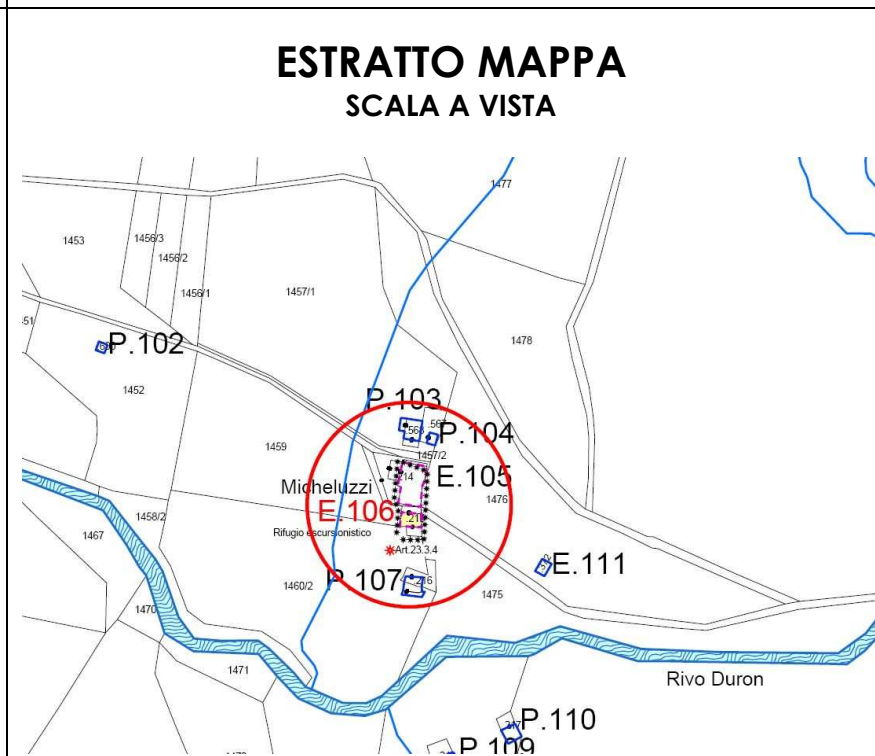 ESTRATTO MAPPA
SCALA A VISTA
1477
1453
1456/3
1456/2
1456/1
1457/1
1478
P.102
1452
P.103
P.104
1457/2
1459
E.105
Micheluzzi
1476
E.106
Rifugio escursionistico
Art.23.3.4
1458/2
1467
E.111
P.107
.216
1460/2
1475
1470
1471
Rivo Duron
P.110
P.109